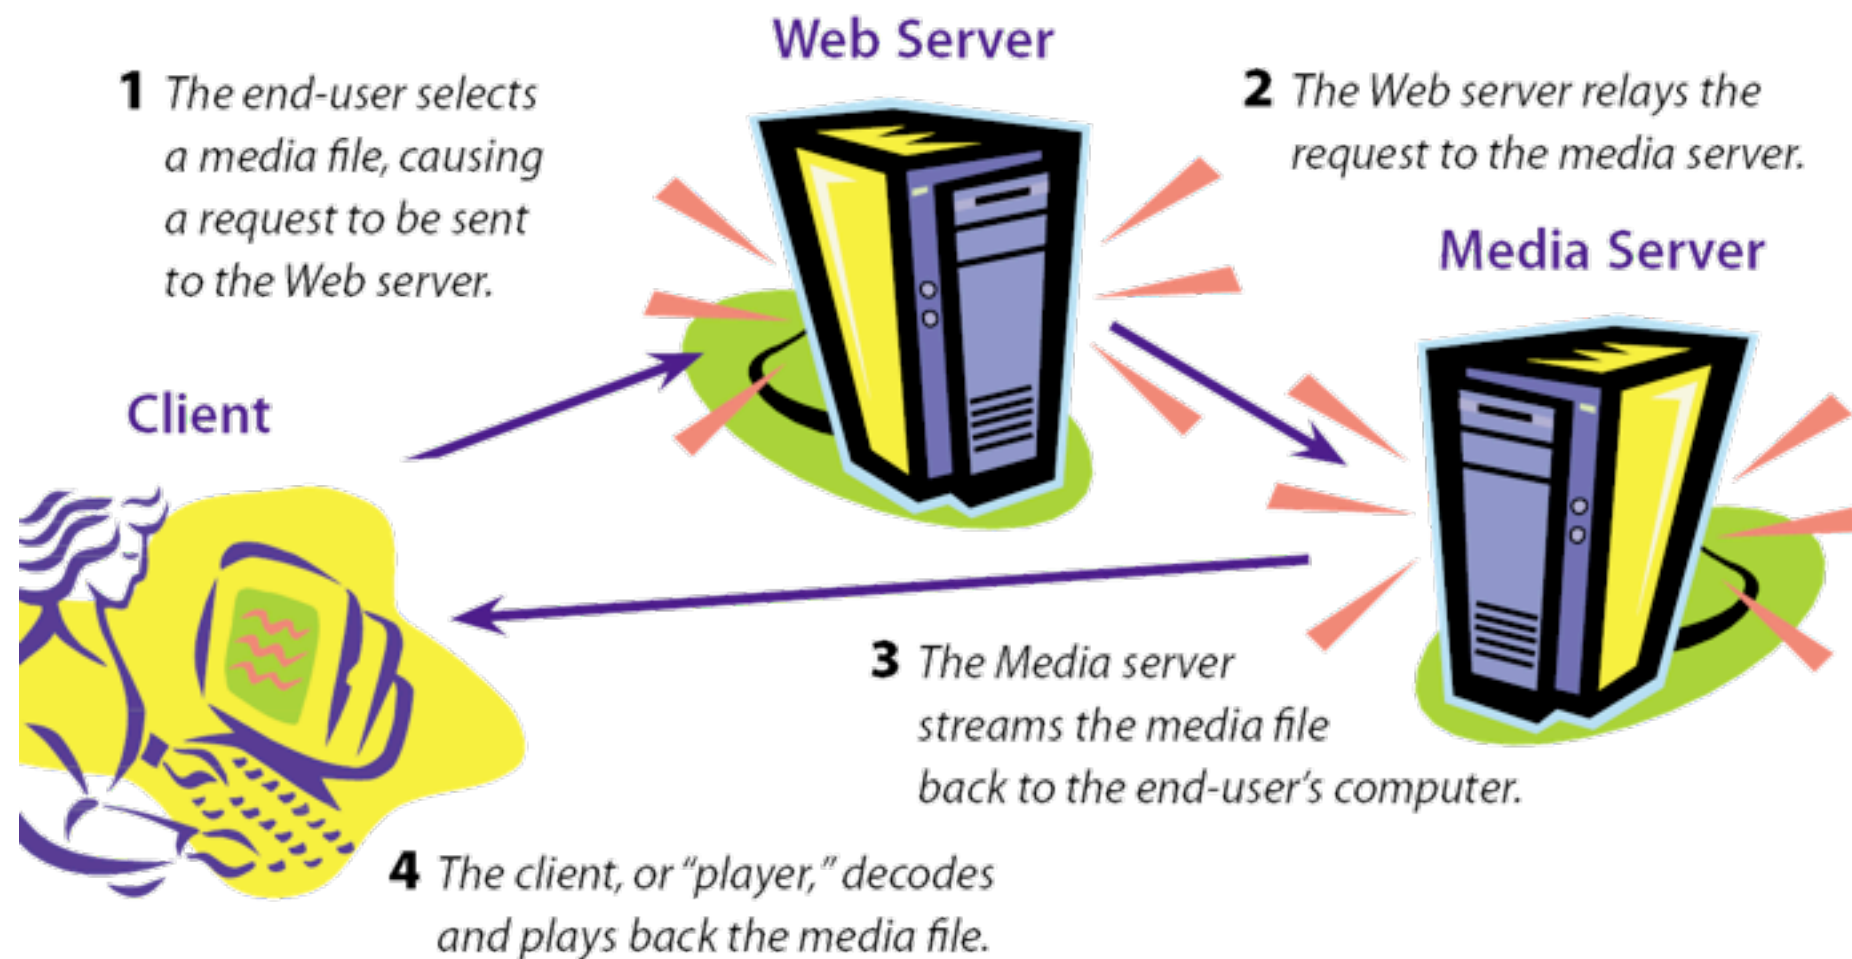 Web Server
1 The end-user selects
a media file, causing
a request to be sent
to the Web server.
2 The Web server relays the
request to the media server.
Media Server
Client
3 The Media server
streams the media file
back to the end-user's computer.
4 The client, or "player," decodes
and plays back the media file.